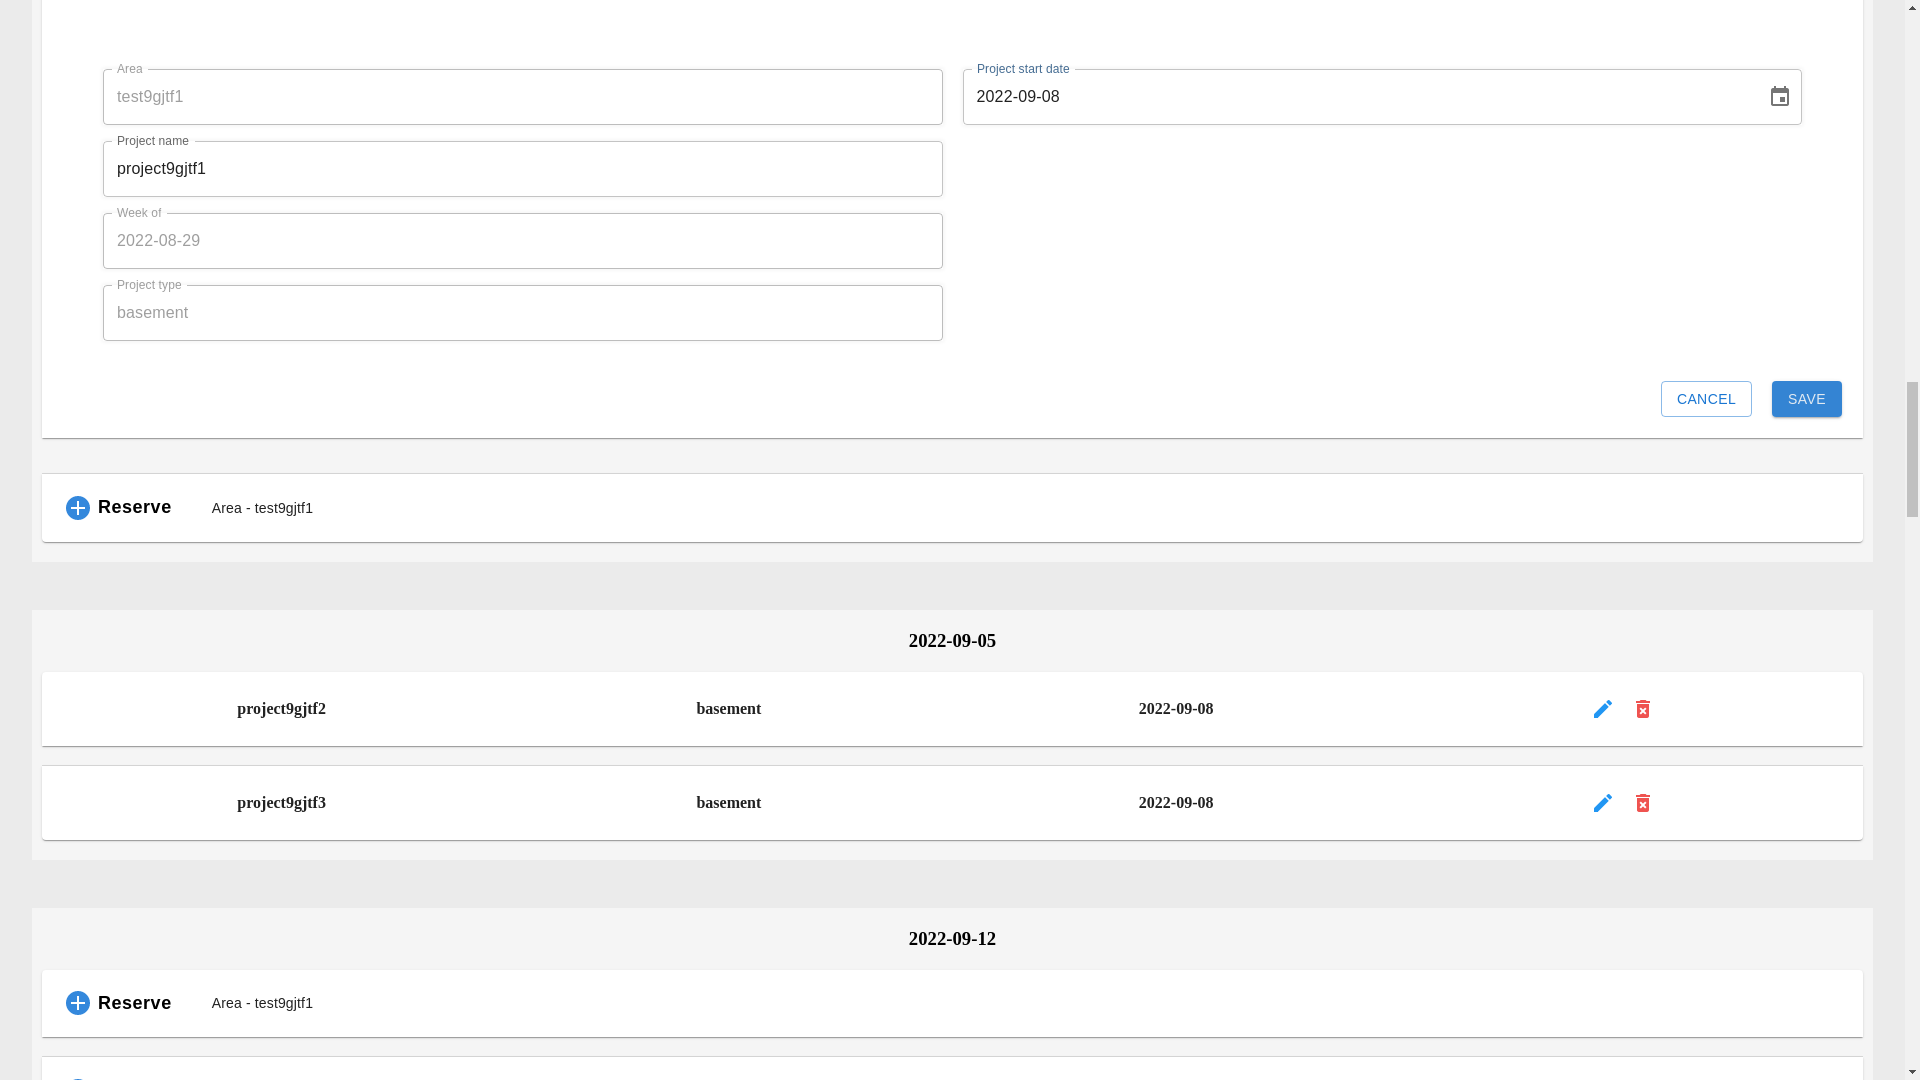 Area
test9gjtf1
Project start date
2022-09-08
Project name
project9gjtf1
Week of
2022-08-29
Project type
basement
CANCEL
SAVE
Reserve Area - test9gjtf1
2022-09-05
project9gjtf2 basement 2022-09-08
project9gjtf3 basement 2022-09-08
2022-09-12
Reserve Area - test9gjtf1